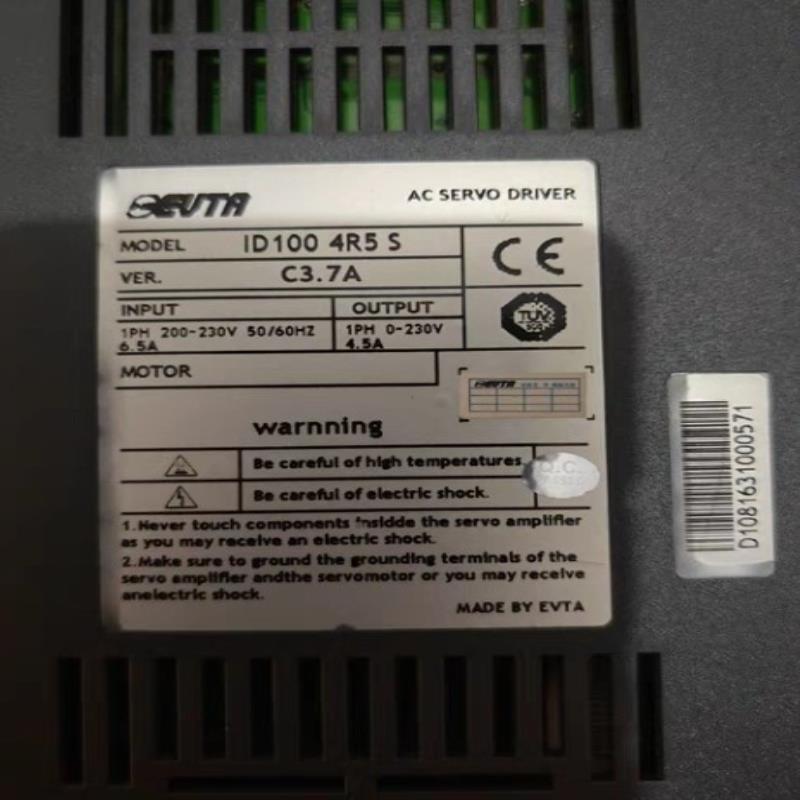 EVTA
AC SERVO DRIVER
MODEL ID100 4R5 S
VER. C3.7A
CE
INPUT
OUTPUT
1PH 200-230V 50/60HZ
6.5A
1PH 0-230V
4.5A
TUV
MOTOR
EVTA
warnning
Be careful of high temperatures
Q.C.
Be careful of electric shock.
1.Never touch components insidde the servo amplifier
as you may receive an electric shock.
2.Make sure to ground the grounding terminals of the
servo amplifier andthe servomotor or you may receive
anelectric shock.
MADE BY EVTA
D1081631000571